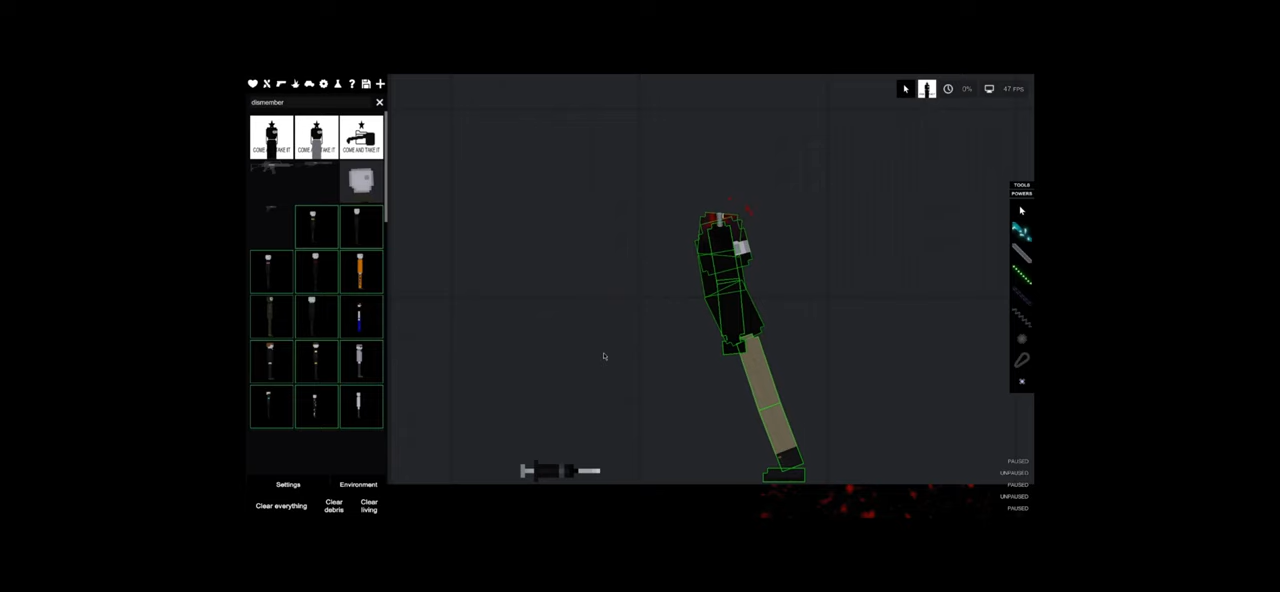 dismember
0%
47 FPS
COME AND TAKE IT
TOOLS
POWERS
PAUSED
UNPAUSED
PAUSED
UNPAUSED
PAUSED
Settings
Environment
Clear everything
Clear
debris
Clear
living